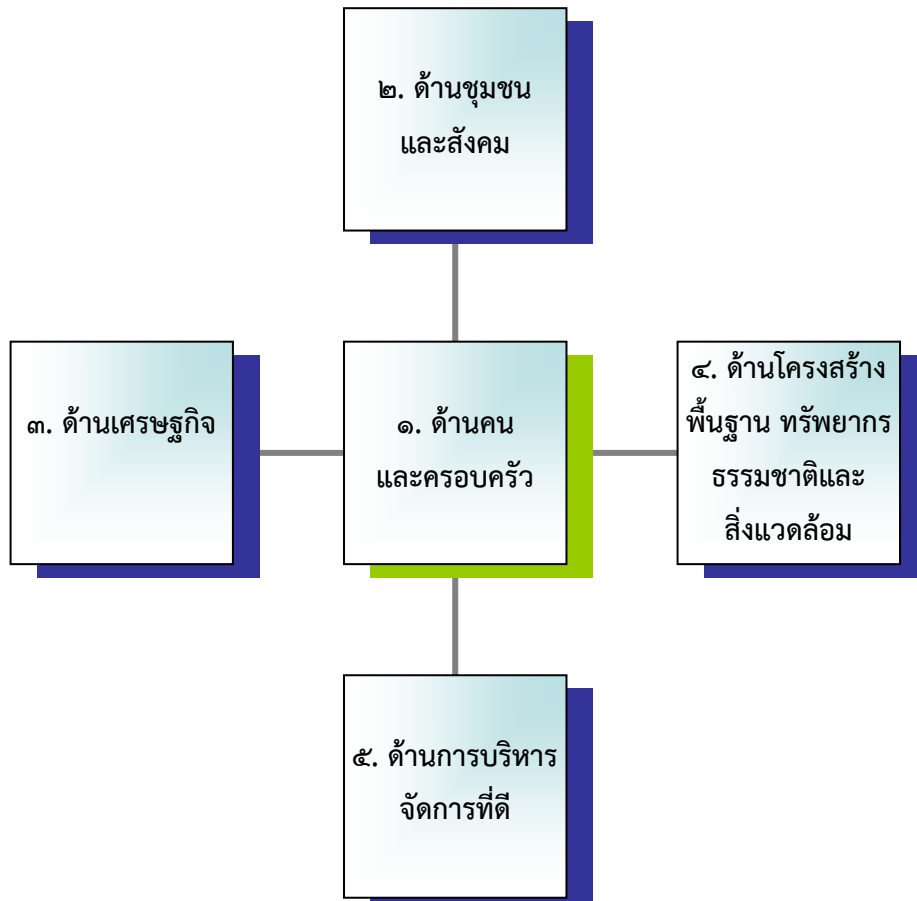 ๒. ด้านชุมชน
และสังคม
๓. ด้านเศรษฐกิจ
๑. ด้านคน
และครอบครัว
๔. ด้านโครงสร้าง
พื้นฐาน ทรัพยากร
ธรรมชาติและ
สิ่งแวดล้อม
๕. ด้านการบริหาร
จัดการที่ดี